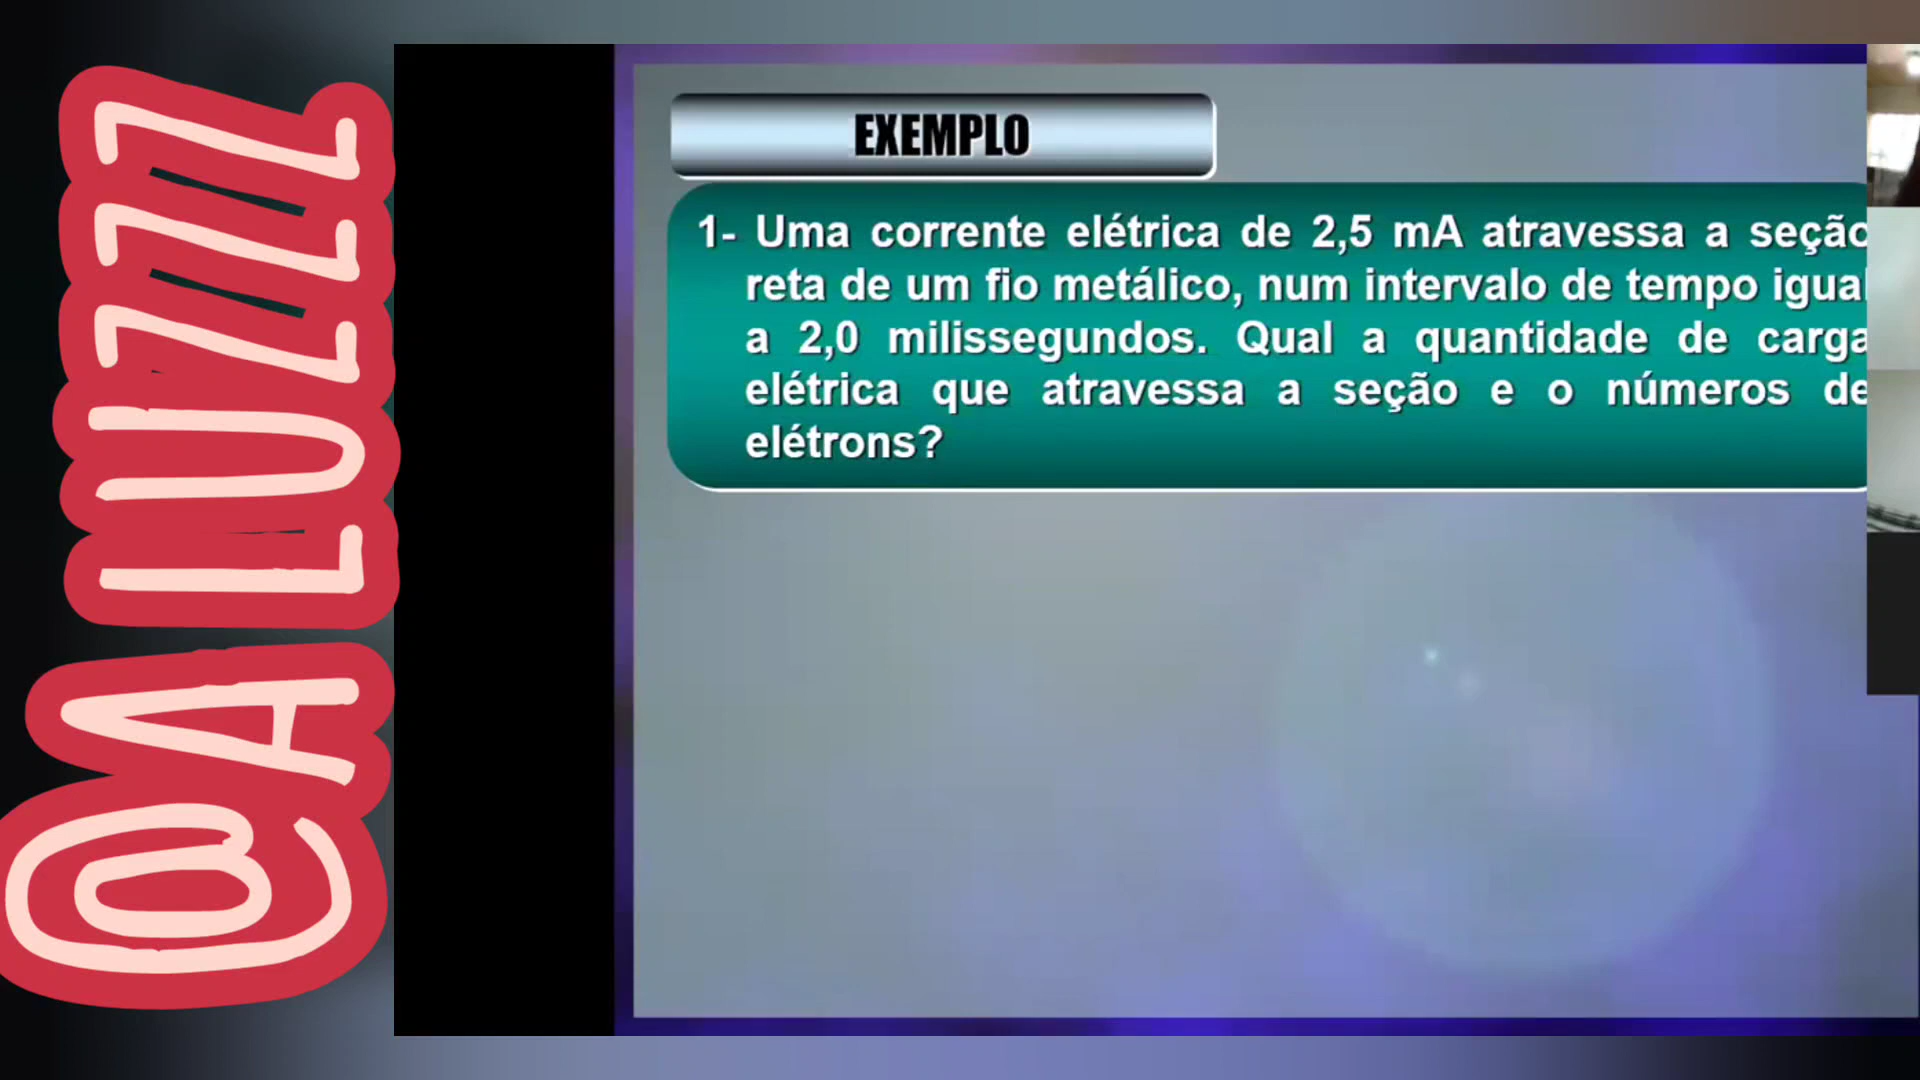 @ALUZZZ
EXEMPLO
1- Uma corrente elétrica de 2,5 mA atravessa a seção
reta de um fio metálico, num intervalo de tempo igual
a 2,0 milissegundos. Qual a quantidade de carga
elétrica que atravessa a seção e o números de
elétrons?